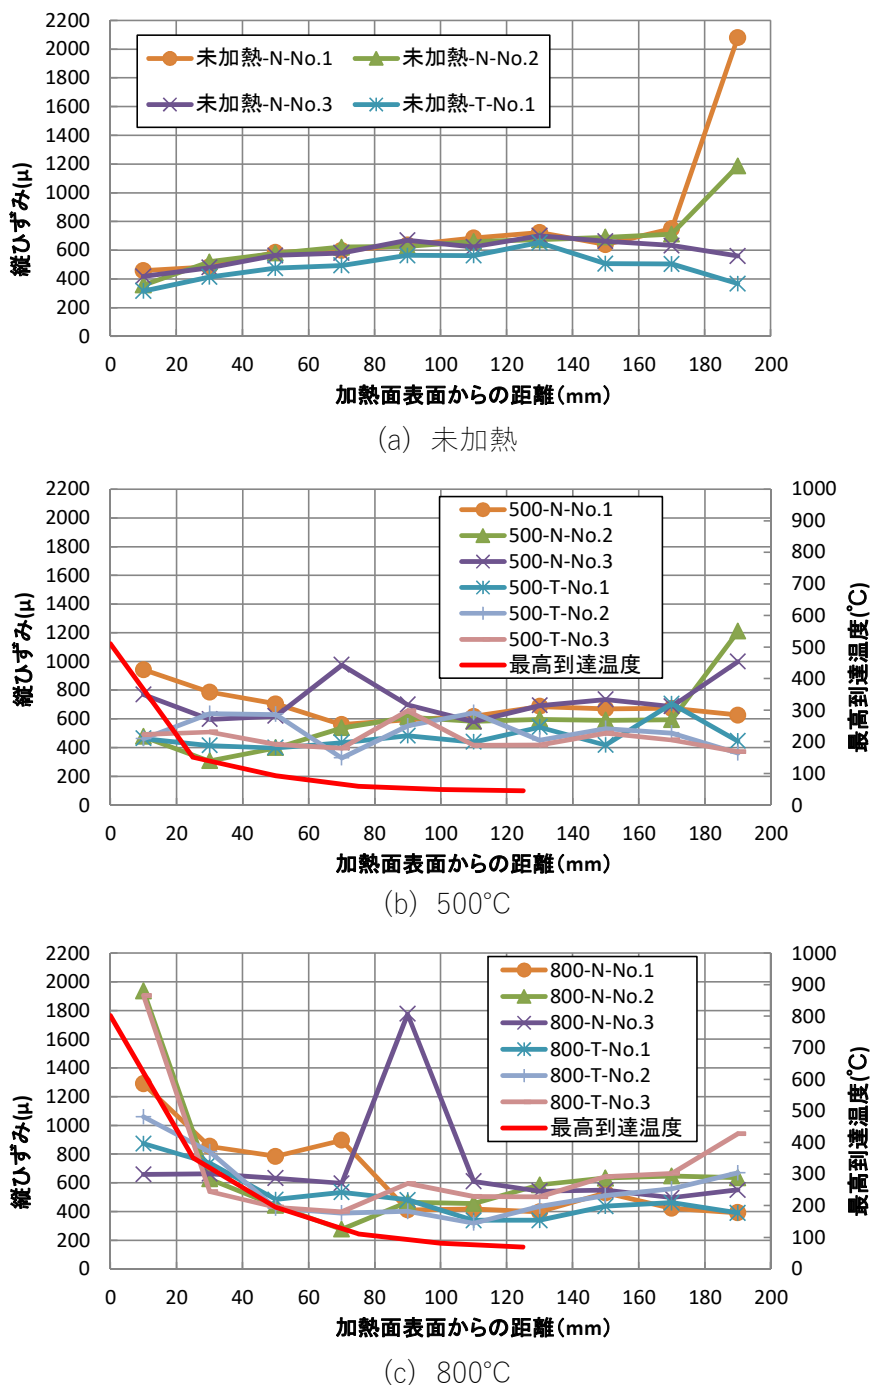 2200
2000
1800
1600
1400
1200
1000
800
600
400
200
0
縦ひずみ(μ)
未加熱-N-No.1 未加熱-N-No.2
未加熱-N-No.3 未加熱-T-No.1
0 20 40 60 80 100 120 140 160 180 200
加熱面表面からの距離(mm)
(a) 未加熱
2200
2000
1800
1600
1400
1200
1000
800
600
400
200
0
縦ひずみ(μ)
500-N-No.1
500-N-No.2
500-N-No.3
500-T-No.1
500-T-No.2
500-T-No.3
最高到達温度
1000
900
800
700
600
500
400
300
200
100
0
最高到達温度(℃)
0 20 40 60 80 100 120 140 160 180 200
加熱面表面からの距離(mm)
(b) 500℃
2200
2000
1800
1600
1400
1200
1000
800
600
400
200
0
縦ひずみ(μ)
800-N-No.1
800-N-No.2
800-N-No.3
800-T-No.1
800-T-No.2
800-T-No.3
最高到達温度
1000
900
800
700
600
500
400
300
200
100
0
最高到達温度(℃)
0 20 40 60 80 100 120 140 160 180 200
加熱面表面からの距離(mm)
(c) 800℃